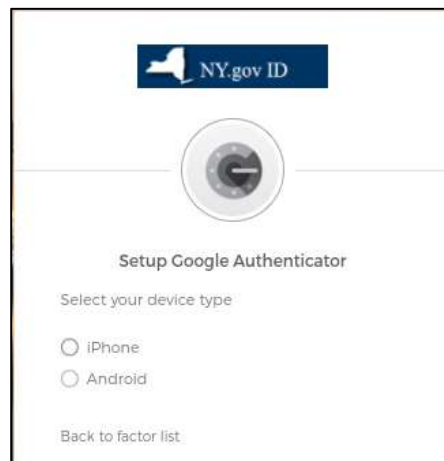 NY.gov ID
Setup Google Authenticator
Select your device type
iPhone
Android
Back to factor list